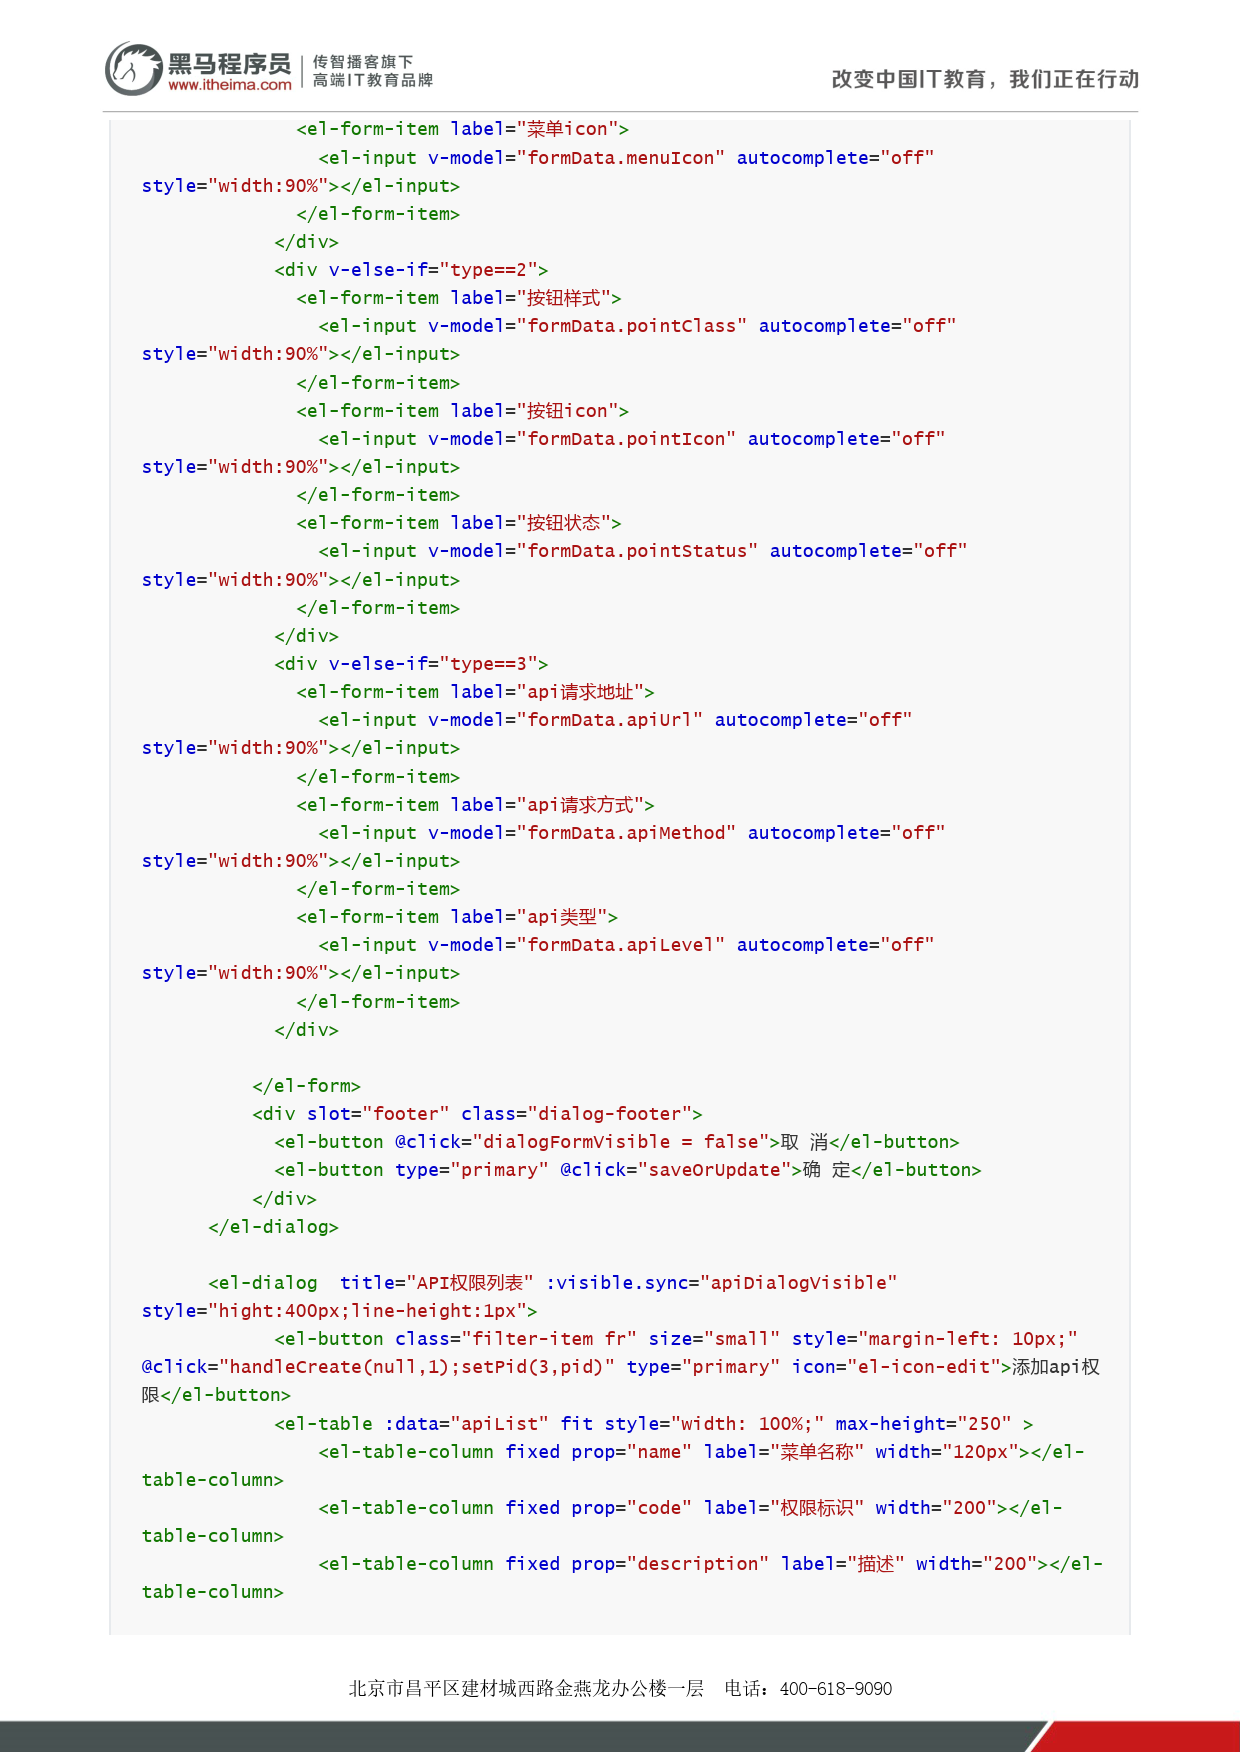 黑马程序员
www.itheima.com
传智播客旗下
高端IT教育品牌
改变中国IT教育，我们正在行动
<el-form-item label="菜单icon">
<el-input v-model="formData.menuIcon" autocomplete="off"
style="width:90%"></el-input>
</el-form-item>
</div>
<div v-else-if="type==2">
<el-form-item label="按钮样式">
<el-input v-model="formData.pointClass" autocomplete="off"
style="width:90%"></el-input>
</el-form-item>
<el-form-item label="按钮icon">
<el-input v-model="formData.pointIcon" autocomplete="off"
style="width:90%"></el-input>
</el-form-item>
<el-form-item label="按钮状态">
<el-input v-model="formData.pointStatus" autocomplete="off"
style="width:90%"></el-input>
</el-form-item>
</div>
<div v-else-if="type==3">
<el-form-item label="api请求地址">
<el-input v-model="formData.apiUrl" autocomplete="off"
style="width:90%"></el-input>
</el-form-item>
<el-form-item label="api请求方式">
<el-input v-model="formData.apiMethod" autocomplete="off"
style="width:90%"></el-input>
</el-form-item>
<el-form-item label="api类型">
<el-input v-model="formData.apiLevel" autocomplete="off"
style="width:90%"></el-input>
</el-form-item>
</div>
</el-form>
<div slot="footer" class="dialog-footer">
<el-button @click="dialogFormVisible = false">取 消</el-button>
<el-button type="primary" @click="saveOrUpdate">确 定</el-button>
</div>
</el-dialog>
<el-dialog  title="API权限列表" :visible.sync="apiDialogVisible"
style="hight:400px;line-height:1px">
<el-button class="filter-item fr" size="small" style="margin-left: 10px;"
@click="handleCreate(null,1);setPid(3,pid)" type="primary" icon="el-icon-edit">添加api权
限</el-button>
<el-table :data="apiList" fit style="width: 100%;" max-height="250" >
<el-table-column fixed prop="name" label="菜单名称" width="120px"></el-
table-column>
<el-table-column fixed prop="code" label="权限标识" width="200"></el-
table-column>
<el-table-column fixed prop="description" label="描述" width="200"></el-
table-column>
北京市昌平区建材城西路金燕龙办公楼一层  电话：400-618-9090